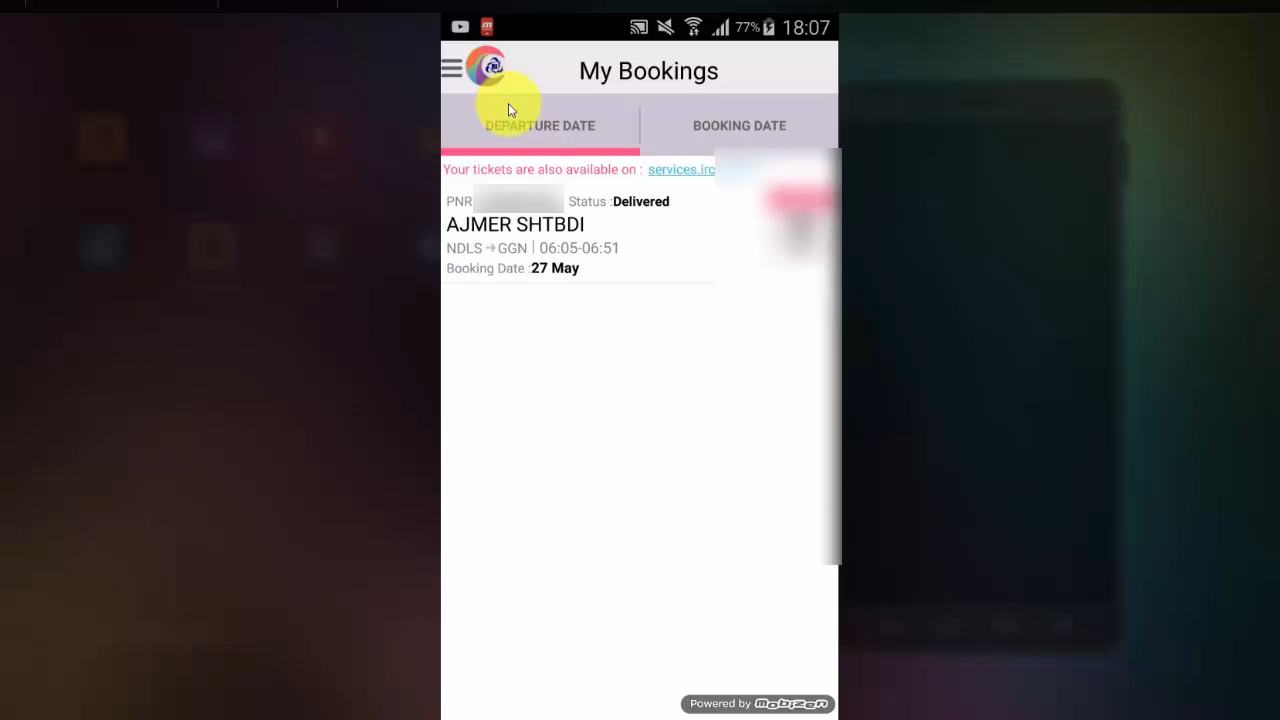 77% 18:07
My Bookings
DEPARTURE DATE BOOKING DATE
Your tickets are also available on : services.irc
PNR Status :Delivered
AJMER SHTBDI
NDLS → GGN | 06:05-06:51
Booking Date :27 May
Powered by mobizen